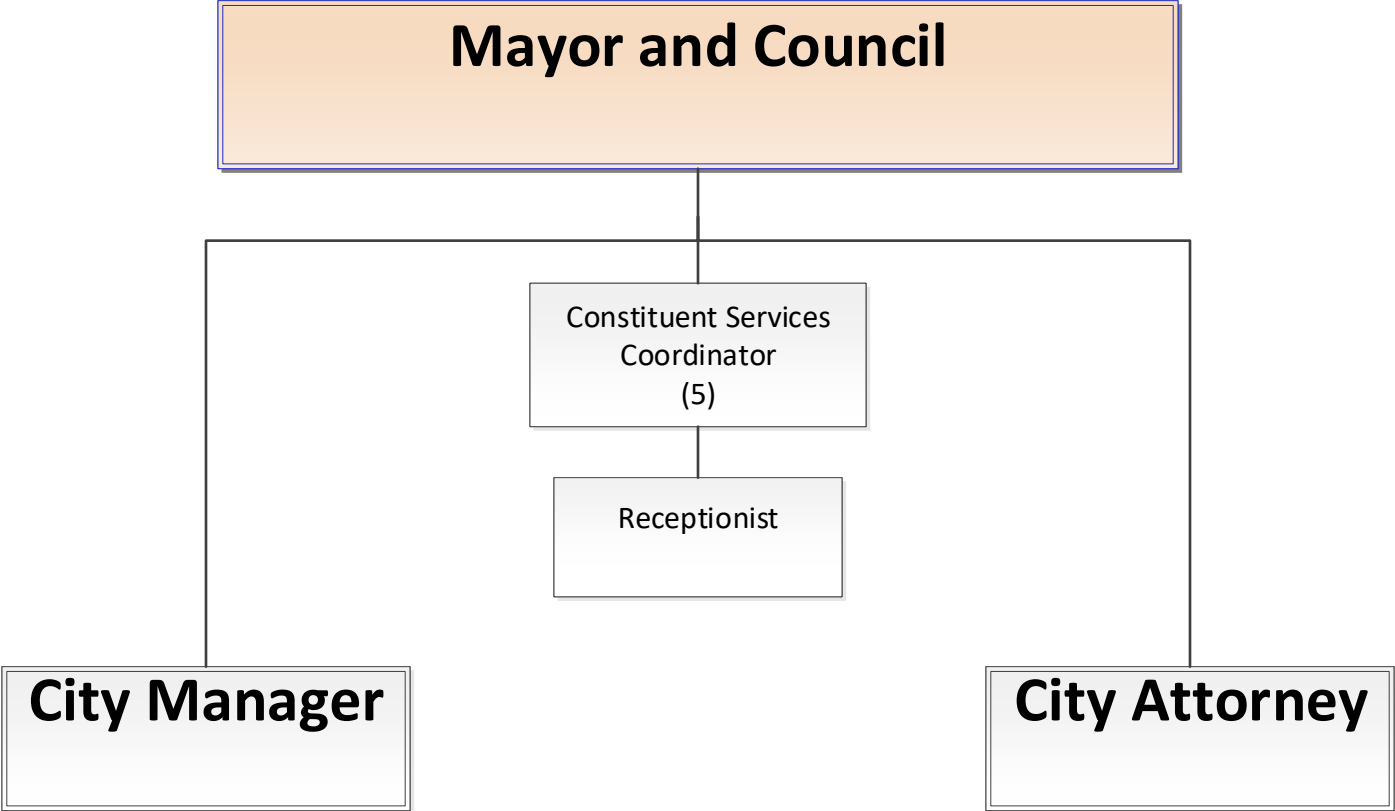 Mayor and Council
Constituent Services
Coordinator
(5)
Receptionist
City Manager
City Attorney